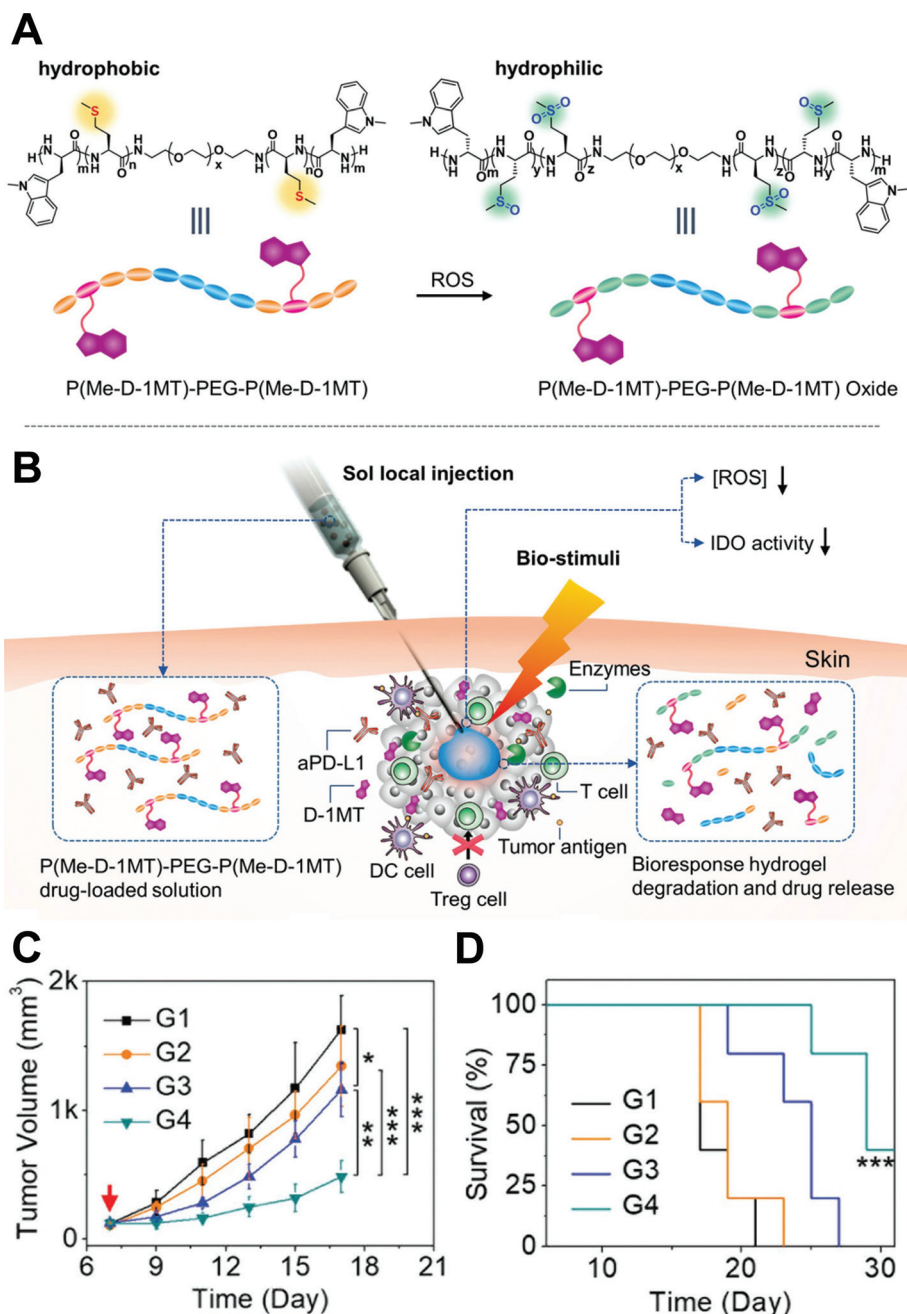 A
hydrophobic
hydrophilic
S
O
H
N
m
n
x
y
z
ROS
P(Me-D-1MT)-PEG-P(Me-D-1MT)
P(Me-D-1MT)-PEG-P(Me-D-1MT) Oxide
B
Sol local injection
[ROS]
IDO activity
Bio-stimuli
Skin
Enzymes
aPD-L1
D-1MT
T cell
Tumor antigen
DC cell
Treg cell
P(Me-D-1MT)-PEG-P(Me-D-1MT)
drug-loaded solution
Bioresponse hydrogel
degradation and drug release
C
Tumor Volume (mm³)
2k
1k
0
G1
G2
G3
G4
*
**
***
***
6 9 12 15 18 21
Time (Day)
D
Survival (%)
100
75
50
25
0
G1
G2
G3
G4
***
10 20 30
Time (Day)